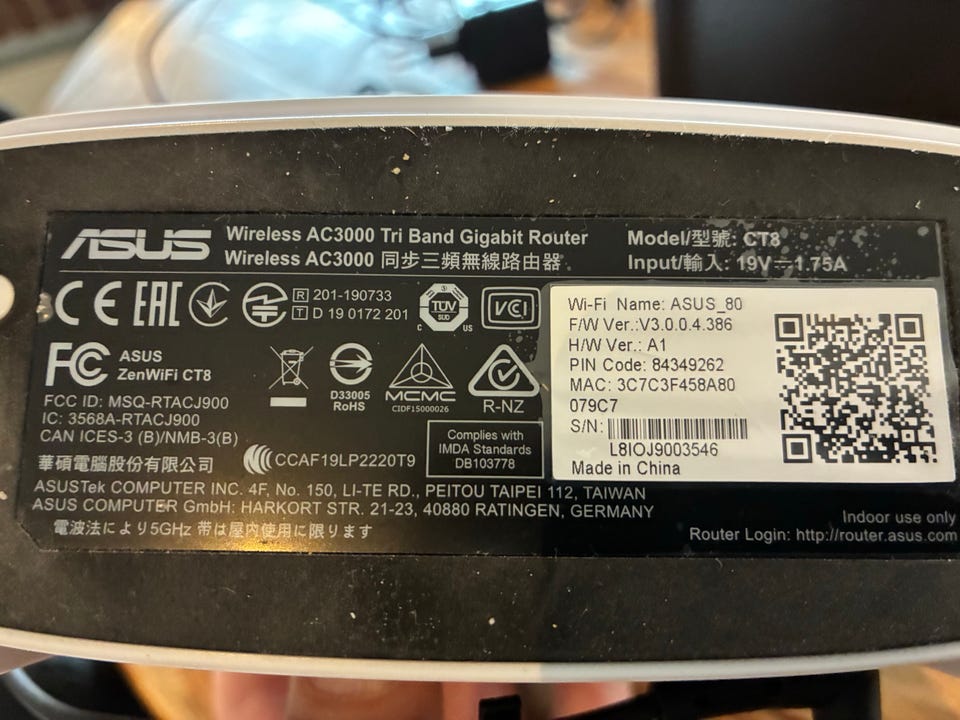 ASUS
Wireless AC3000 Tri Band Gigabit Router
Wireless AC3000 同步三頻無線路由器
Model/型號: CT8
Input/輸入: 19V⎓1.75A
CE EAC
R 201-190733
T D 19 0172 201
TÜV
SÜD
C US
VCI
FC
ASUS
ZenWiFi CT8
D33005
RoHS
MCMC
CIDF15000026
R-NZ
FCC ID: MSQ-RTACJ900
IC: 3568A-RTACJ900
CAN ICES-3 (B)/NMB-3(B)
華碩電腦股份有限公司
CCAF19LP2220T9
Complies with
IMDA Standards
DB103778
ASUSTek COMPUTER INC. 4F, No. 150, LI-TE RD., PEITOU TAIPEI 112, TAIWAN
ASUS COMPUTER GmbH: HARKORT STR. 21-23, 40880 RATINGEN, GERMANY
電波法により5GHz 帯は屋内使用に限ります
Wi-Fi Name: ASUS_80
F/W Ver.:V3.0.0.4.386
H/W Ver.: A1
PIN Code: 84349262
MAC: 3C7C3F458A80
079C7
S/N:
L8IOJ9003546
Made in China
Indoor use only
Router Login: http://router.asus.com